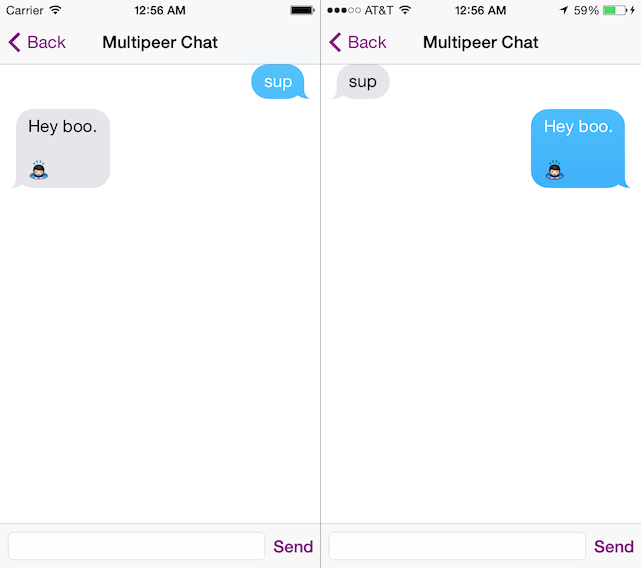 Carrier 12:56 AM
Back Multipeer Chat
sup
Hey boo.
Send
AT&T 12:56 AM 59%
Back Multipeer Chat
sup
Hey boo.
Send